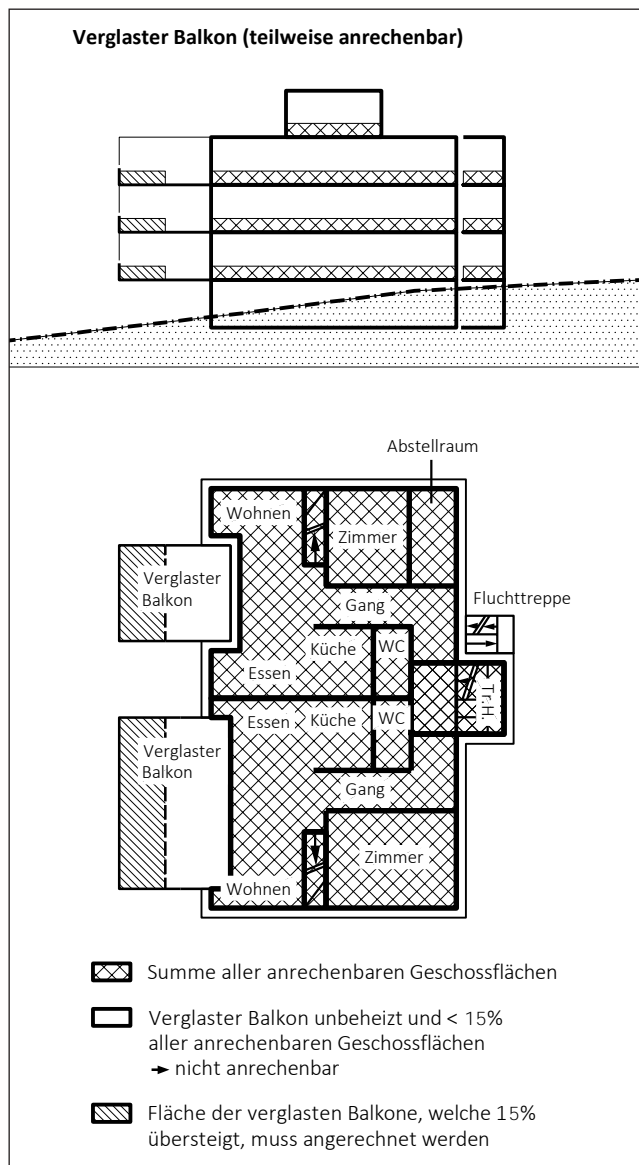 Verglaster Balkon (teilweise anrechenbar)
Abstellraum
Wohnen
Zimmer
Verglaster
Balkon
Gang
Fluchttreppe
Küche
WC
Essen
Tr.H.
Essen
Küche
WC
Verglaster
Balkon
Gang
Zimmer
Wohnen
Summe aller anrechenbaren Geschossflächen
Verglaster Balkon unbeheizt und < 15%
aller anrechenbaren Geschossflächen
→ nicht anrechenbar
Fläche der verglasten Balkone, welche 15%
übersteigt, muss angerechnet werden